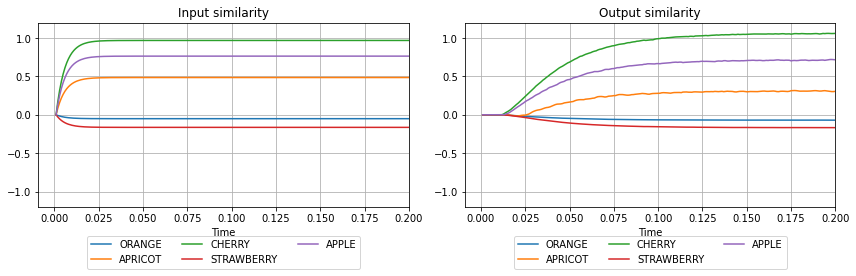 Input similarity
1.0
0.5
0.0
−0.5
−1.0
0.000 0.025 0.050 0.075 0.100 0.125 0.150 0.175 0.200
Time
ORANGE CHERRY APPLE
APRICOT STRAWBERRY
Output similarity
1.0
0.5
0.0
−0.5
−1.0
0.000 0.025 0.050 0.075 0.100 0.125 0.150 0.175 0.200
Time
ORANGE CHERRY APPLE
APRICOT STRAWBERRY